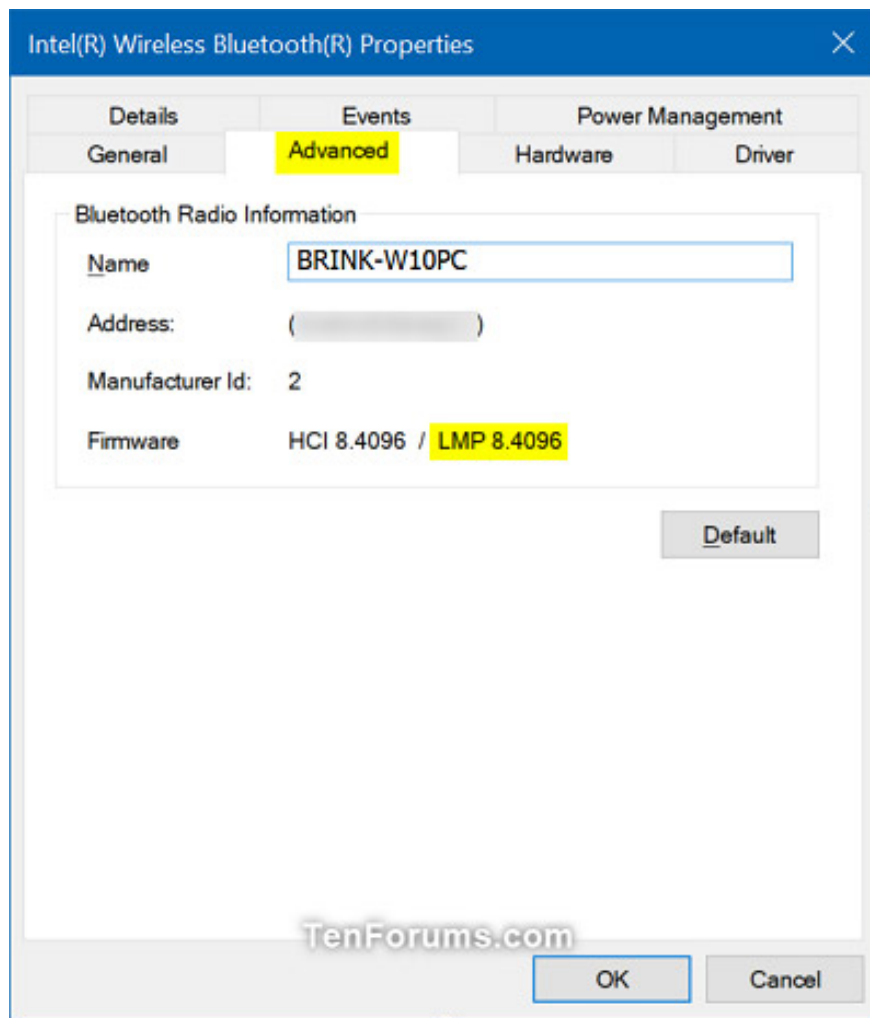 Intel(R) Wireless Bluetooth(R) Properties
Details Events Power Management
General Advanced Hardware Driver
Bluetooth Radio Information
Name BRINK-W10PC
Address: ( )
Manufacturer Id: 2
Firmware HCI 8.4096 / LMP 8.4096
Default
TenForums.com
OK Cancel